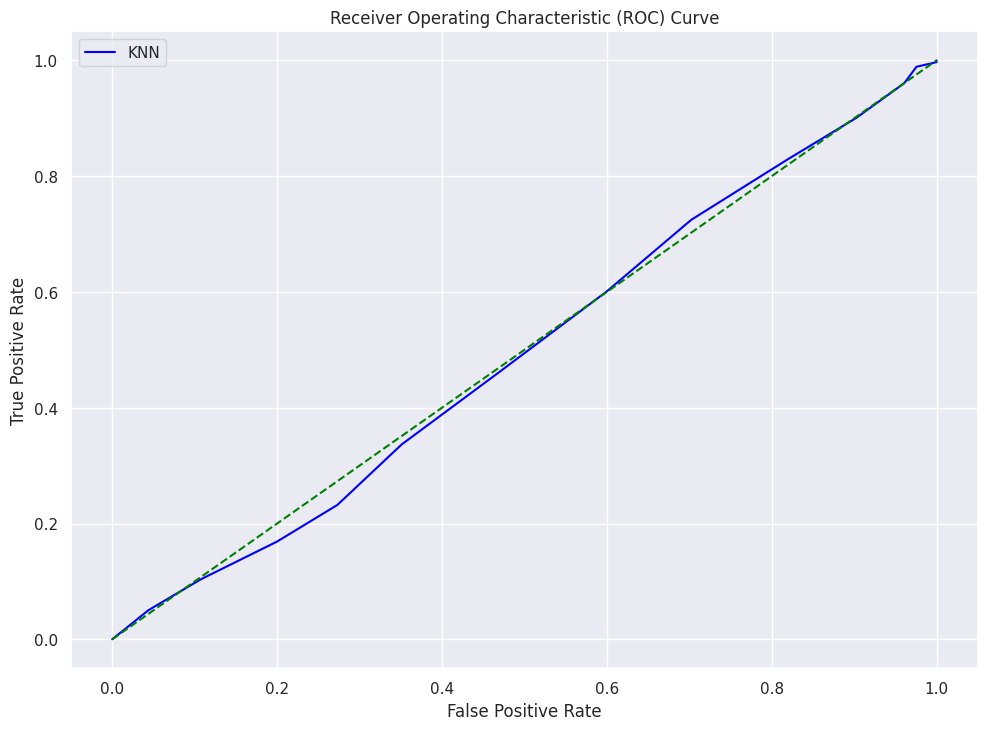 Receiver Operating Characteristic (ROC) Curve
KNN
1.0
0.8
0.6
0.4
0.2
0.0
True Positive Rate
0.0 0.2 0.4 0.6 0.8 1.0
False Positive Rate